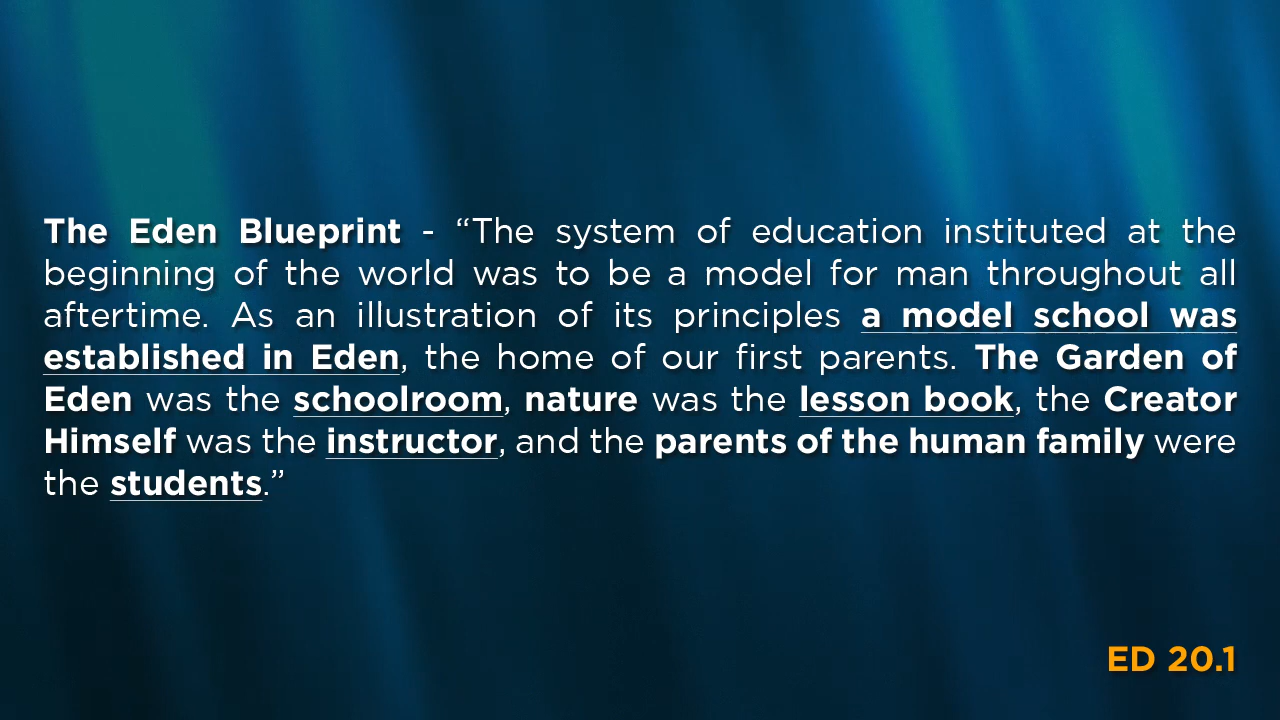 The Eden Blueprint - “The system of education instituted at the
beginning of the world was to be a model for man throughout all
aftertime. As an illustration of its principles a model school was
established in Eden, the home of our first parents. The Garden of
Eden was the schoolroom, nature was the lesson book, the Creator
Himself was the instructor, and the parents of the human family were
the students.”
ED 20.1